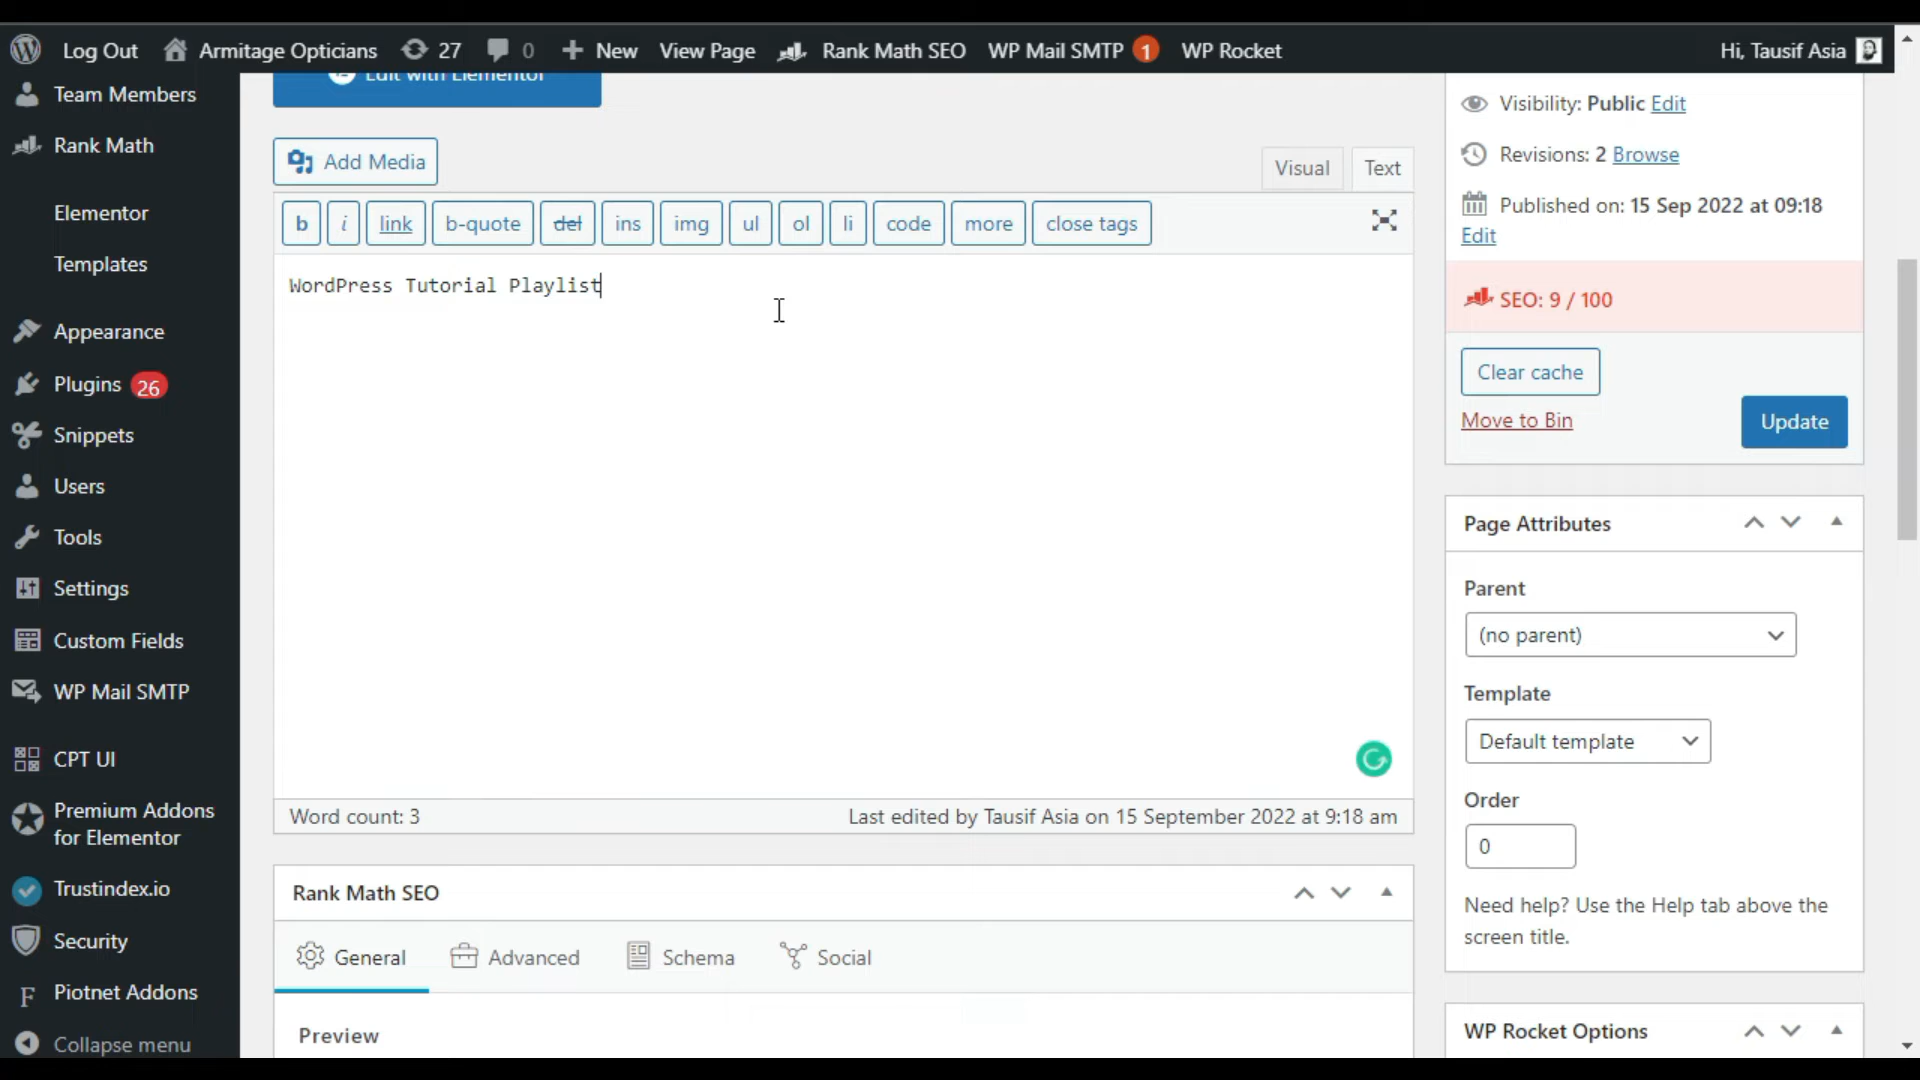 Log Out Armitage Opticians 27 0 New View Page Rank Math SEO WP Mail SMTP 1 WP Rocket Hi, Tausif Asia
Team Members
Rank Math
Elementor
Templates
Appearance
Plugins 26
Snippets
Users
Tools
Settings
Custom Fields
WP Mail SMTP
CPT UI
Premium Addons
for Elementor
Trustindex.io
Security
Piotnet Addons
Collapse menu
Edit with Elementor
Add Media
Visual Text
b i link b-quote del ins img ul ol li code more close tags
WordPress Tutorial Playlist
Word count: 3 Last edited by Tausif Asia on 15 September 2022 at 9:18 am
Rank Math SEO
General Advanced Schema Social
Preview
Visibility: Public Edit
Revisions: 2 Browse
Published on: 15 Sep 2022 at 09:18
Edit
SEO: 9 / 100
Clear cache
Move to Bin Update
Page Attributes
Parent
(no parent)
Template
Default template
Order
0
Need help? Use the Help tab above the
screen title.
WP Rocket Options